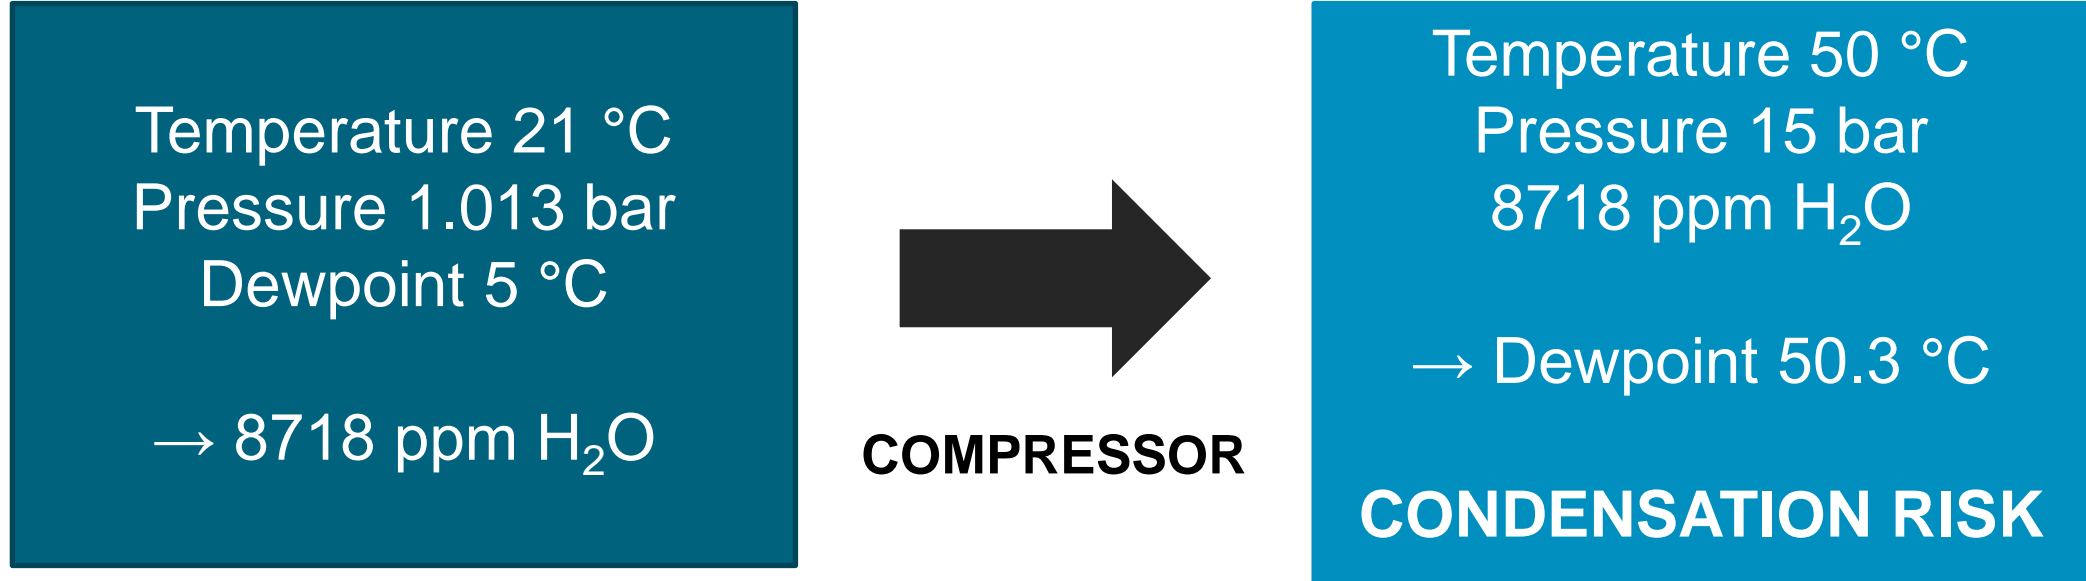 Temperature 21 °C
Pressure 1.013 bar
Dewpoint 5 °C
→ 8718 ppm H₂O
COMPRESSOR
Temperature 50 °C
Pressure 15 bar
8718 ppm H₂O
→ Dewpoint 50.3 °C
CONDENSATION RISK